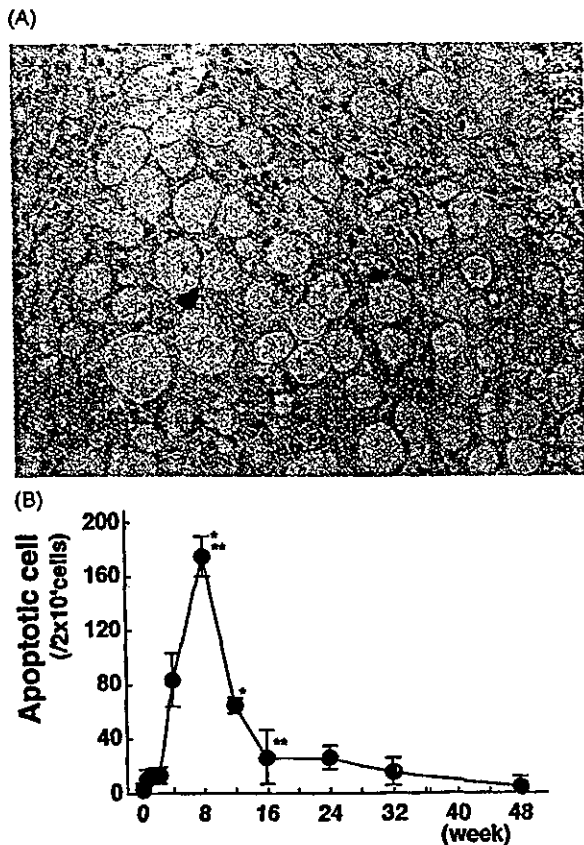 (A)
(B)
Apoptotic cell
(/2x10⁴cells)
200
160
120
80
40
0
*
**
*
**
0 8 16 24 32 40 48
(week)